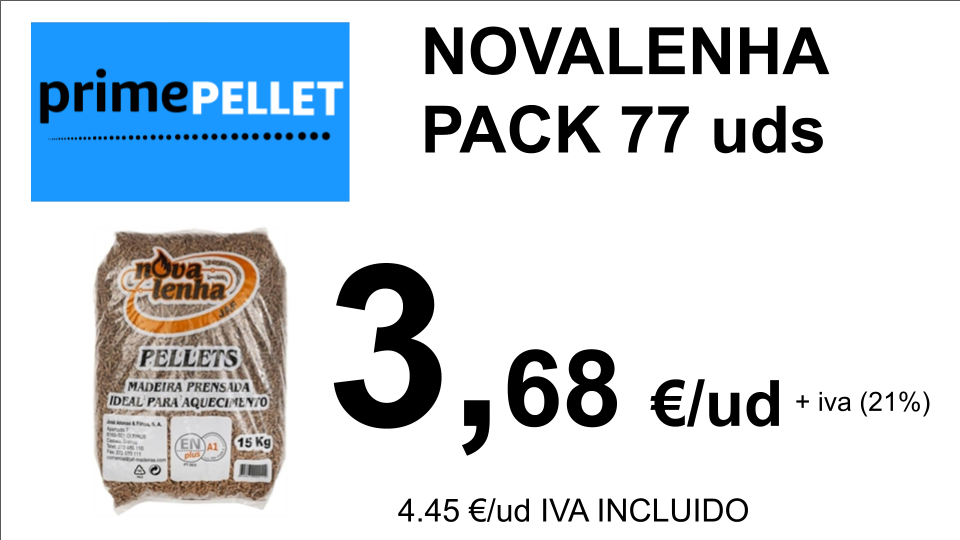 primePELLET
NOVALENHA
PACK 77 uds
nova
lenha
PELLETS
MADEIRA PRENSADA
IDEAL PARA AQUECIMENTO
EN
plus
A1
15 Kg
3,68 €/ud + iva (21%)
4.45 €/ud IVA INCLUIDO